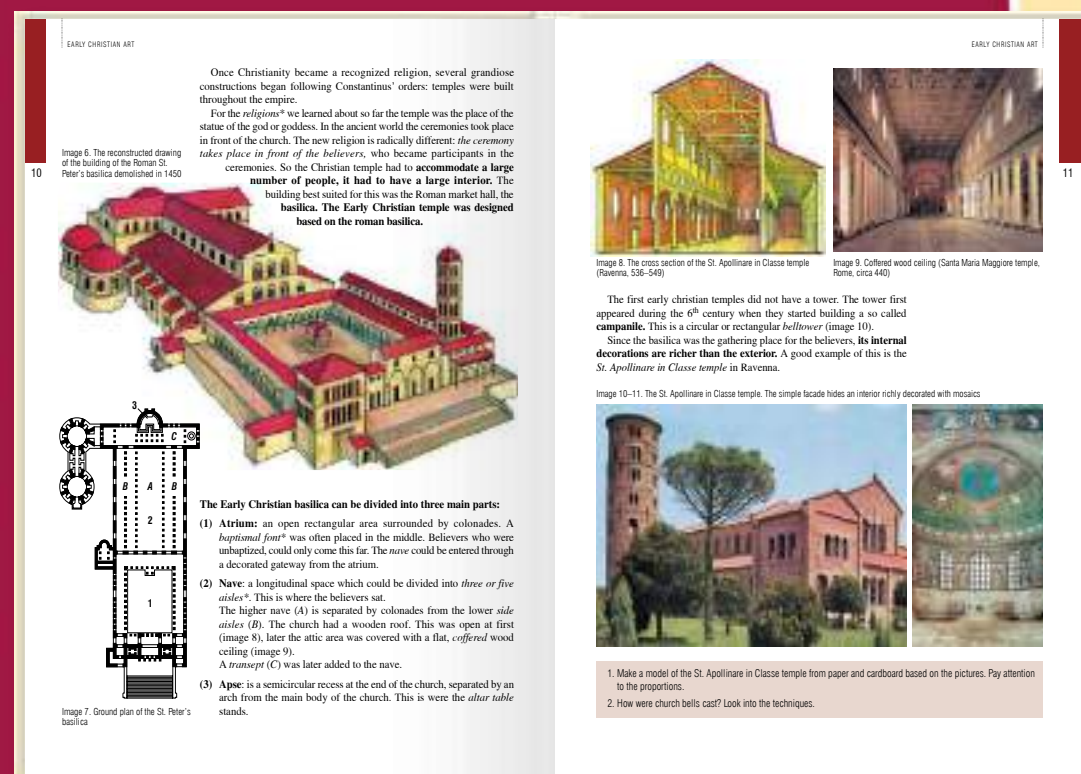 EARLY CHRISTIAN ART
Once Christianity became a recognized religion, several grandiose
constructions began following Constantinus' orders: temples were built
throughout the empire.
For the religions* we learned about so far the temple was the place of the
statue of the god or goddess. In the ancient world the ceremonies took place
in front of the church. The new religion is radically different: the ceremony
takes place in front of the believers, who became participants in the
ceremonies. So the Christian temple had to accommodate a large
number of people, it had to have a large interior. The
building best suited for this was the Roman market hall, the
basilica. The Early Christian temple was designed
based on the roman basilica.
Image 6. The reconstructed drawing
of the building of the Roman St.
Peter's basilica demolished in 1450
10
3
C
B
A
B
2
1
Image 7. Ground plan of the St. Peter's
basilica
The Early Christian basilica can be divided into three main parts:
(1) Atrium: an open rectangular area surrounded by colonades. A
baptismal font* was often placed in the middle. Believers who were
unbaptized, could only come this far. The nave could be entered through
a decorated gateway from the atrium.
(2) Nave: a longitudinal space which could be divided into three or five
aisles*. This is where the believers sat.
The higher nave (A) is separated by colonades from the lower side
aisles (B). The church had a wooden roof. This was open at first
(image 8), later the attic area was covered with a flat, coffered wood
ceiling (image 9).
A transept (C) was later added to the nave.
(3) Apse: is a semicircular recess at the end of the church, separated by an
arch from the main body of the church. This is were the altar table
stands.
EARLY CHRISTIAN ART
11
Image 8. The cross section of the St. Apollinare in Classe temple
(Ravenna, 536–549)
Image 9. Coffered wood ceiling (Santa Maria Maggiore temple,
Rome, circa 440)
The first early christian temples did not have a tower. The tower first
appeared during the 6th century when they started building a so called
campanile. This is a circular or rectangular belltower (image 10).
Since the basilica was the gathering place for the believers, its internal
decorations are richer than the exterior. A good example of this is the
St. Apollinare in Classe temple in Ravenna.
Image 10–11. The St. Apollinare in Classe temple. The simple facade hides an interior richly decorated with mosaics
1. Make a model of the St. Apollinare in Classe temple from paper and cardboard based on the pictures. Pay attention
to the proportions.
2. How were church bells cast? Look into the techniques.